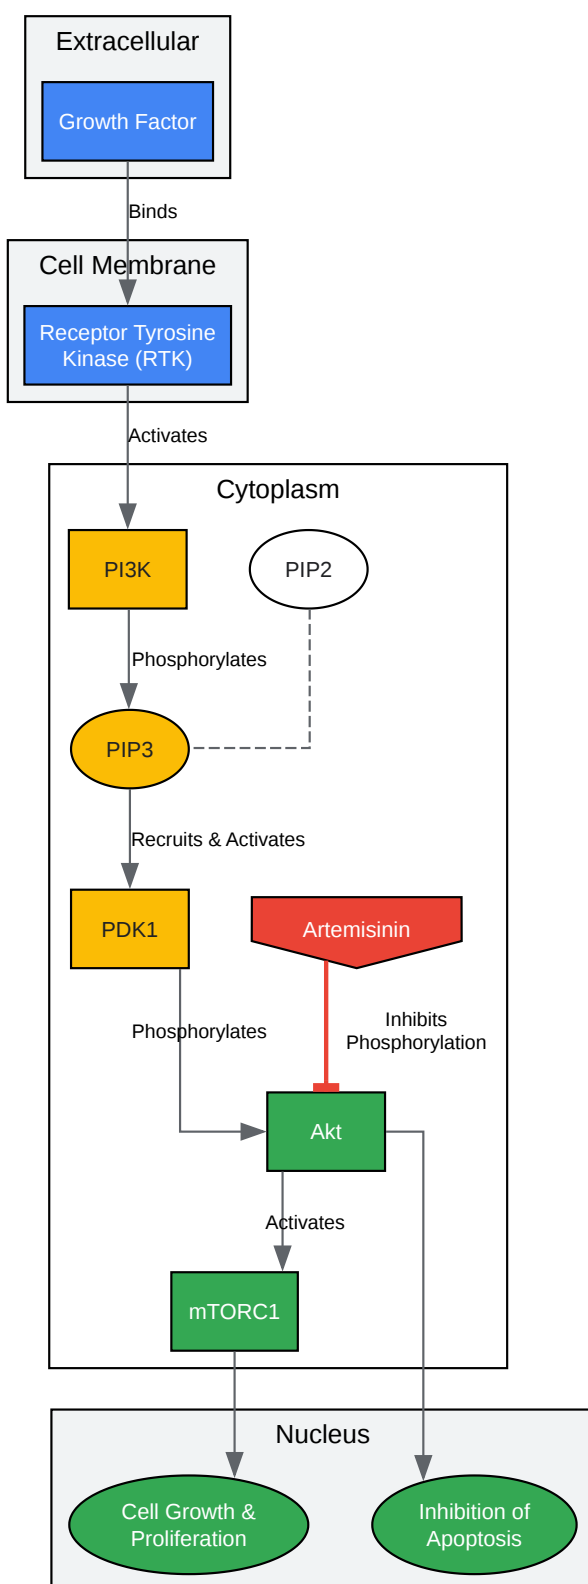 Extracellular
Growth Factor
Binds
Cell Membrane
Receptor Tyrosine
Kinase (RTK)
Activates
Cytoplasm
PI3K
PIP2
Phosphorylates
PIP3
Recruits & Activates
PDK1
Artemisinin
Phosphorylates
Inhibits
Phosphorylation
Akt
Activates
mTORC1
Nucleus
Cell Growth &
Proliferation
Inhibition of
Apoptosis